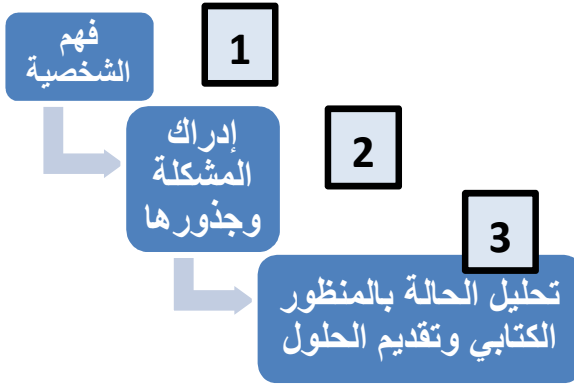 فهم
الشخصية
1
إدراك
المشكلة
وجذورها
2
3
تحليل الحالة بالمنظور
الكتابي وتقديم الحلول